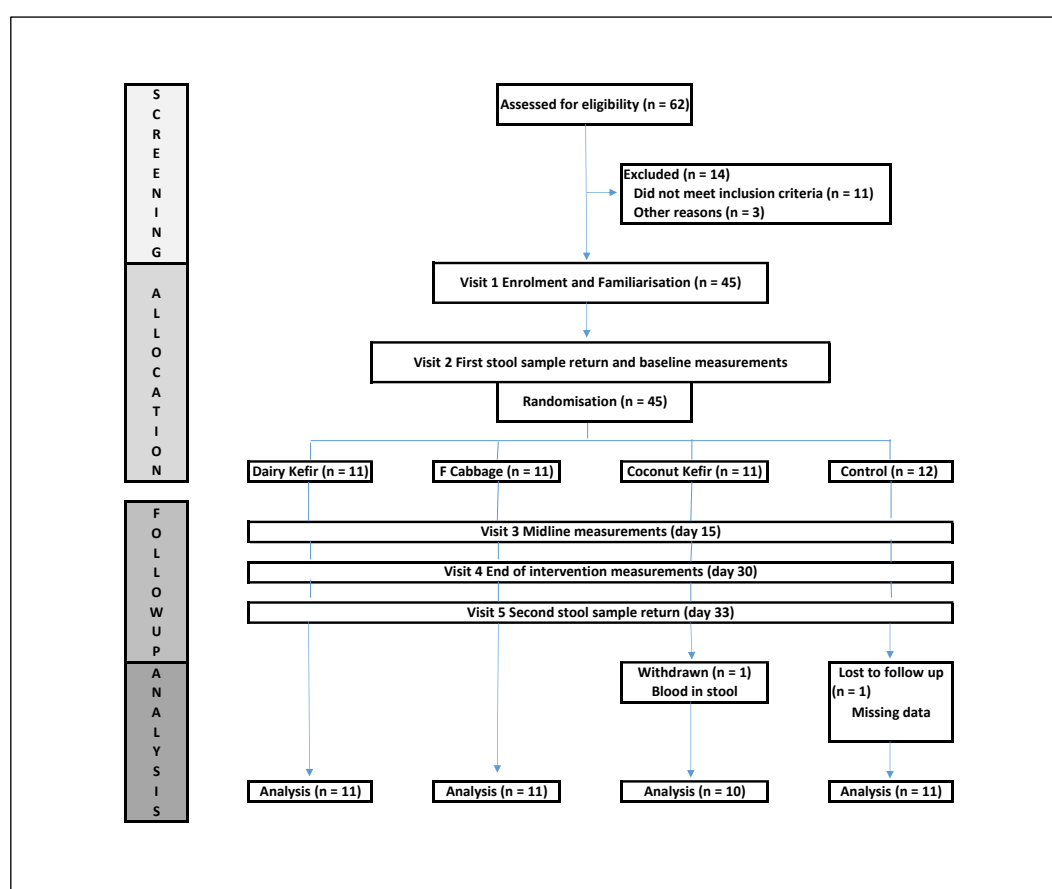 SCREENING
Assessed for eligibility (n = 62)
Excluded (n = 14)
Did not meet inclusion criteria (n = 11)
Other reasons (n = 3)
ALLOCATION
Visit 1 Enrolment and Familiarisation (n = 45)
Visit 2 First stool sample return and baseline measurements
Randomisation (n = 45)
Dairy Kefir (n = 11)
F Cabbage (n = 11)
Coconut Kefir (n = 11)
Control (n = 12)
FOLLOWUP
Visit 3 Midline measurements (day 15)
Visit 4 End of intervention measurements (day 30)
Visit 5 Second stool sample return (day 33)
ANALYSIS
Withdrawn (n = 1)
Blood in stool
Lost to follow up
(n = 1)
Missing data
Analysis (n = 11)
Analysis (n = 11)
Analysis (n = 10)
Analysis (n = 11)